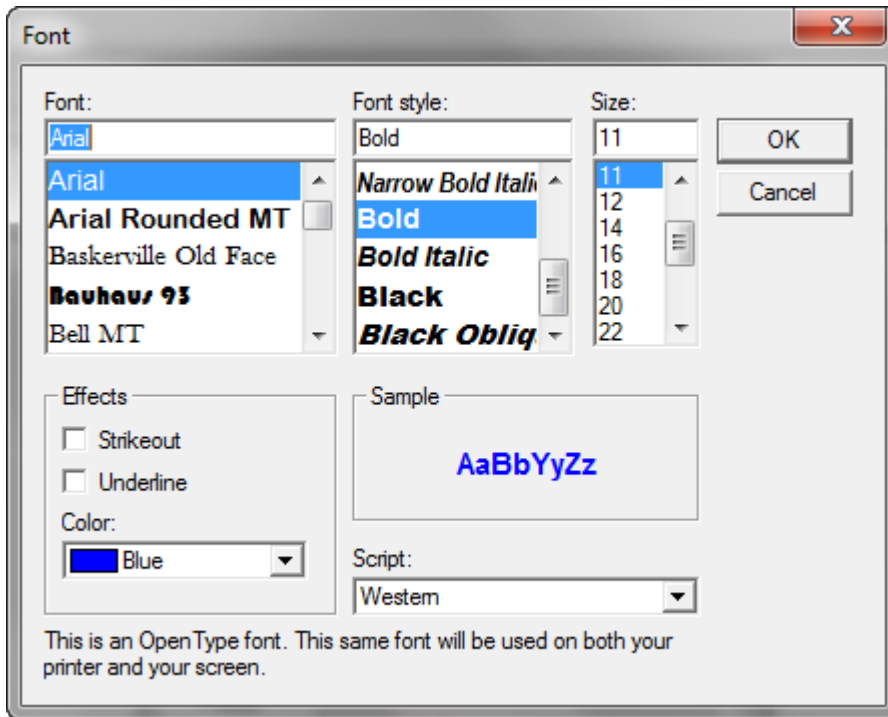 Font
Font:
Arial
Arial
Arial Rounded MT
Baskerville Old Face
Bauhaus 93
Bell MT
Font style:
Bold
Narrow Bold Itali
Bold
Bold Italic
Black
Black Obliq
Size:
11
11
12
14
16
18
20
22
OK
Cancel
Effects
Strikeout
Underline
Color:
Blue
Sample
AaBbYyZz
Script:
Western
This is an OpenType font. This same font will be used on both your
printer and your screen.